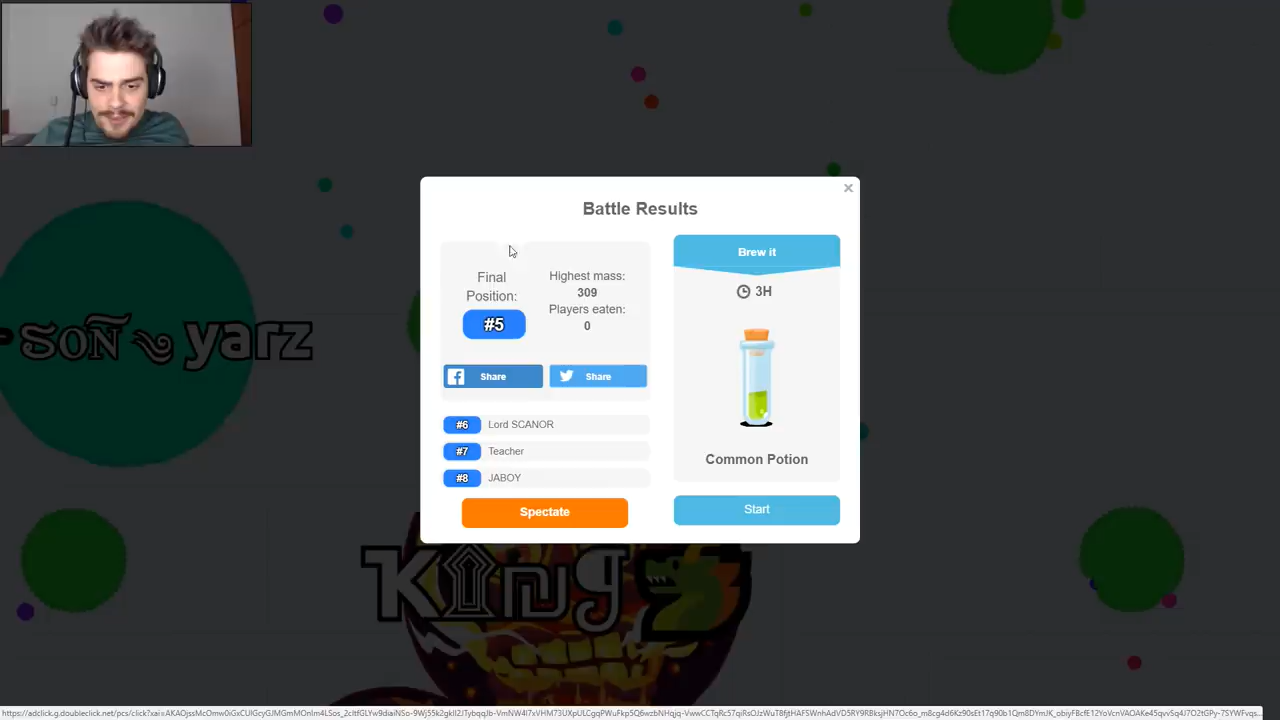 Battle Results
Final
Position:
#5
Highest mass:
309
Players eaten:
0
Share
Share
#6 Lord SCANOR
#7 Teacher
#8 JABOY
Spectate
Brew it
3H
Common Potion
Start
SOÑ yarz
King